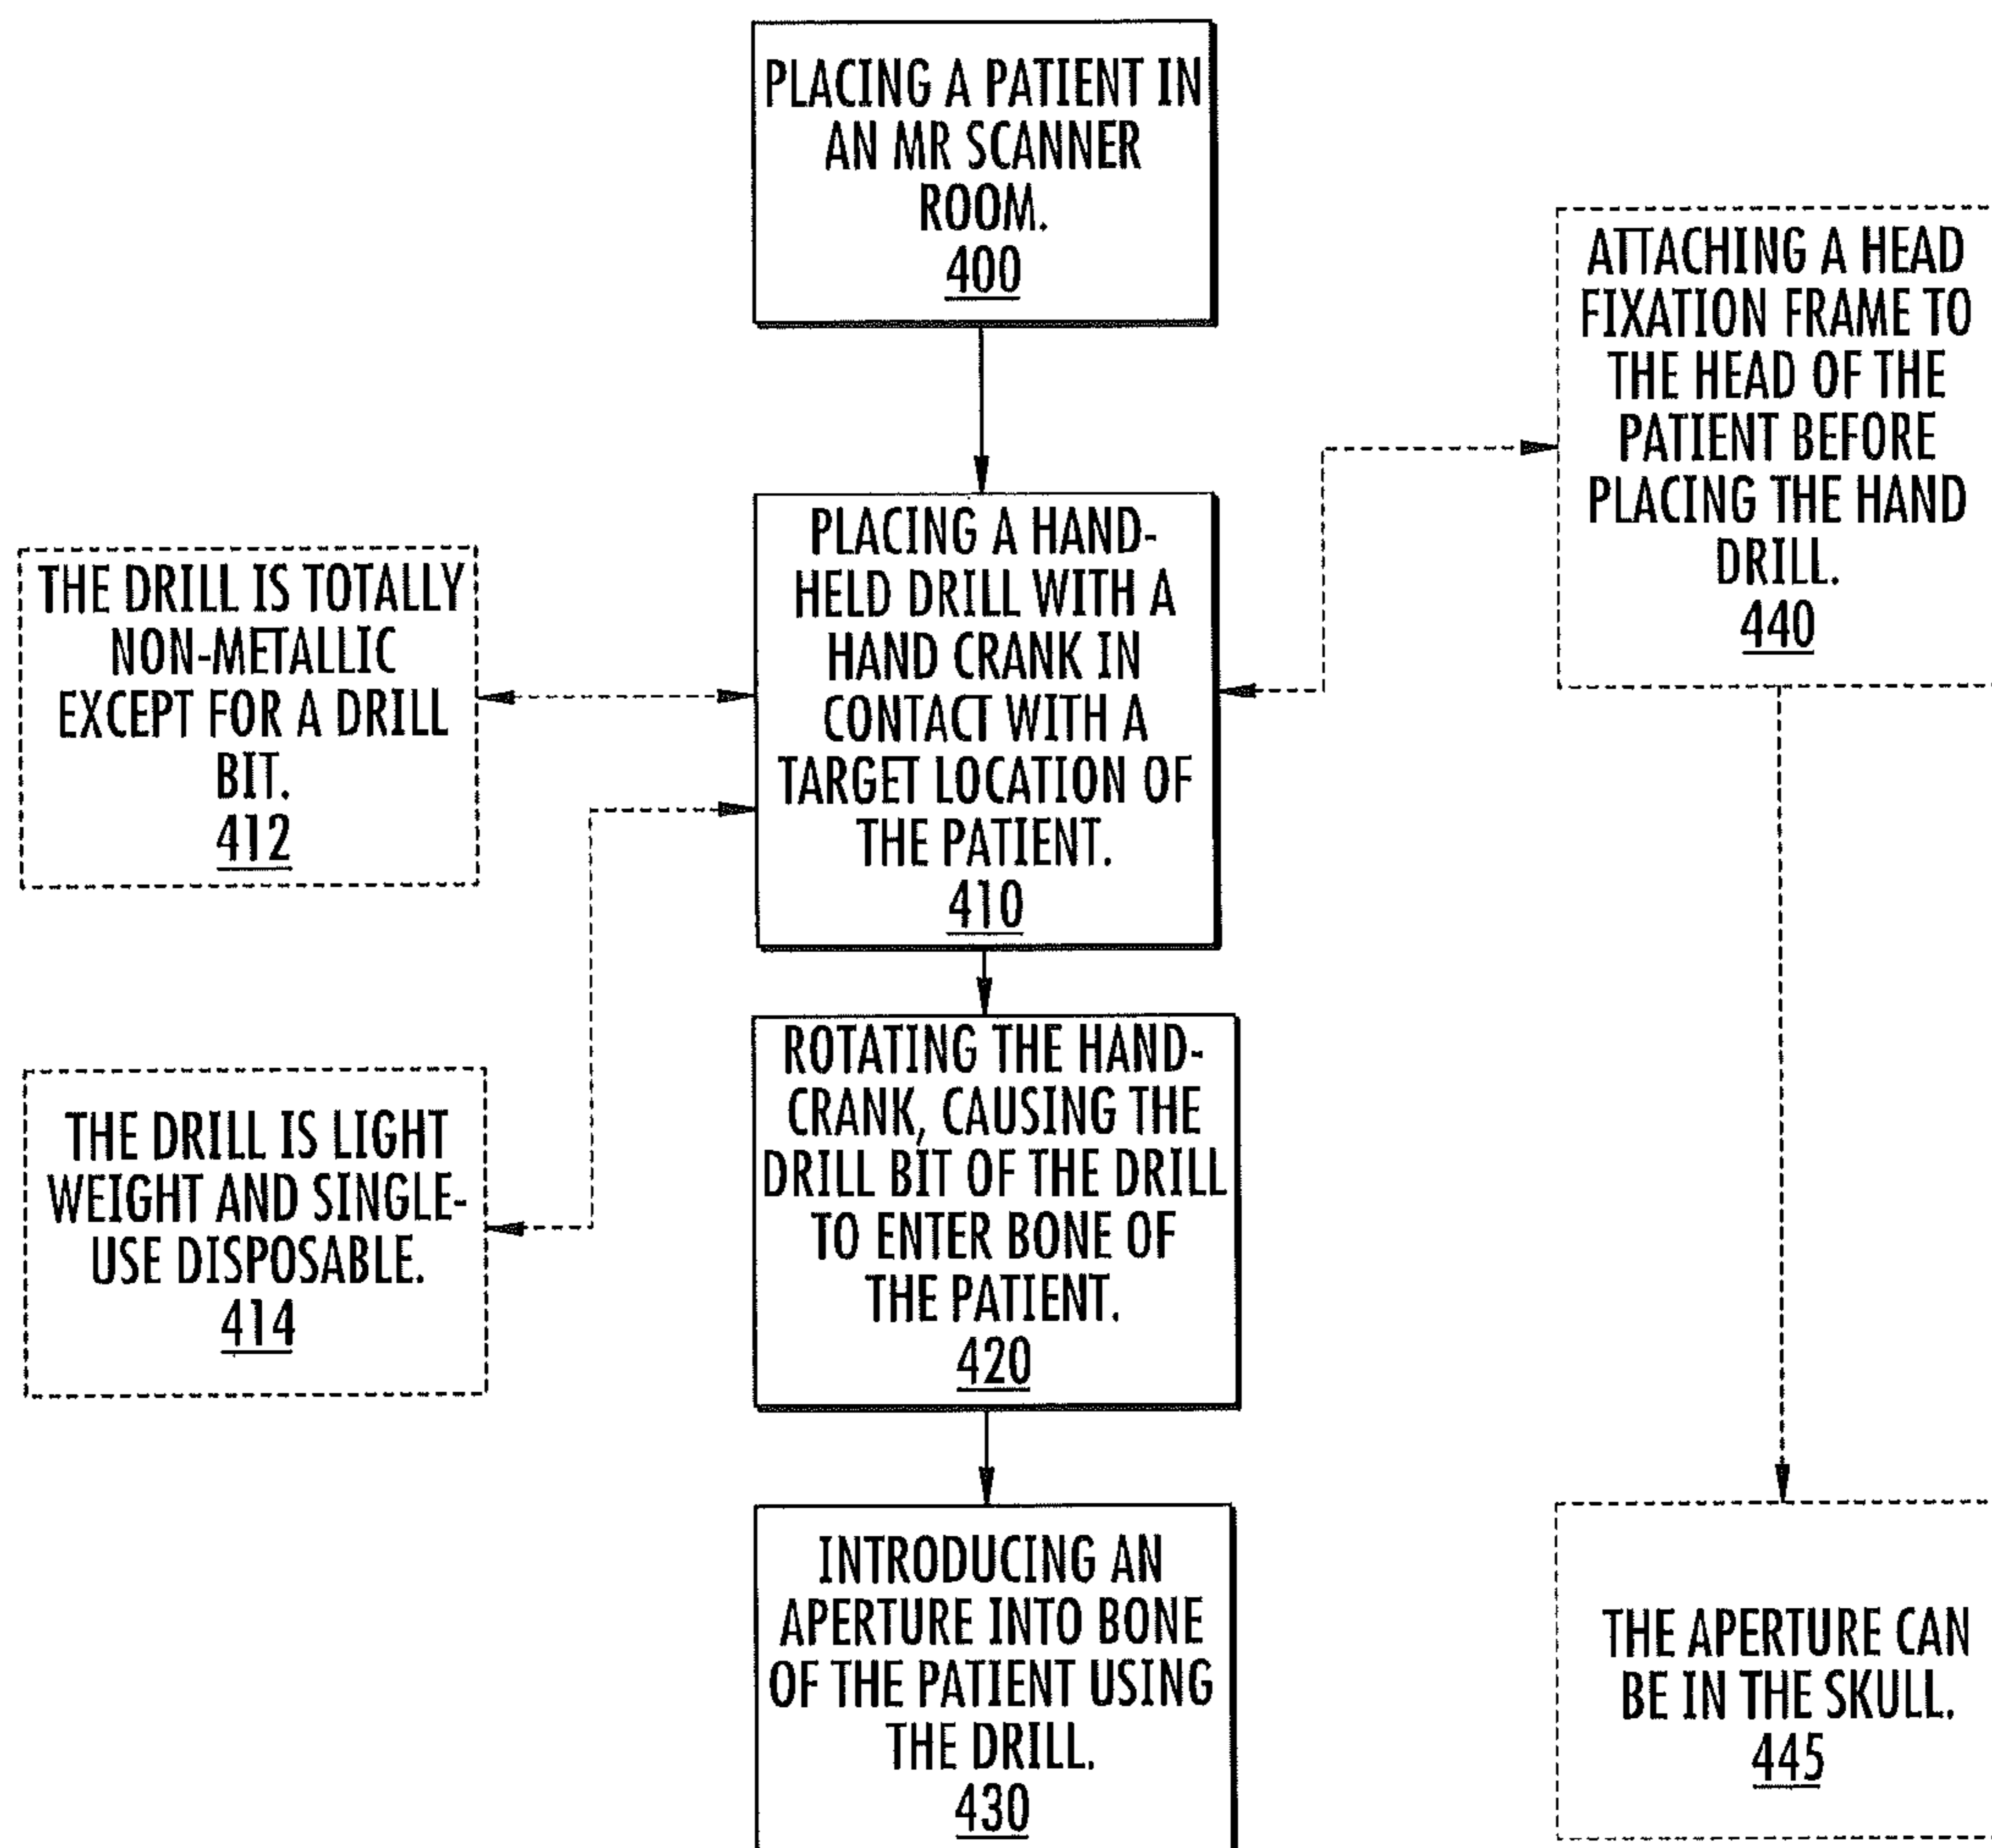 PLACING A PATIENT IN
AN MR SCANNER
ROOM.
400
PLACING A HAND-
HELD DRILL WITH A
HAND CRANK IN
CONTACT WITH A
TARGET LOCATION OF
THE PATIENT.
410
THE DRILL IS TOTALLY
NON-METALLIC
EXCEPT FOR A DRILL
BIT.
412
THE DRILL IS LIGHT
WEIGHT AND SINGLE-
USE DISPOSABLE.
414
ROTATING THE HAND-
CRANK, CAUSING THE
DRILL BIT OF THE DRILL
TO ENTER BONE OF
THE PATIENT.
420
INTRODUCING AN
APERTURE INTO BONE
OF THE PATIENT USING
THE DRILL.
430
ATTACHING A HEAD
FIXATION FRAME TO
THE HEAD OF THE
PATIENT BEFORE
PLACING THE HAND
DRILL.
440
THE APERTURE CAN
BE IN THE SKULL.
445